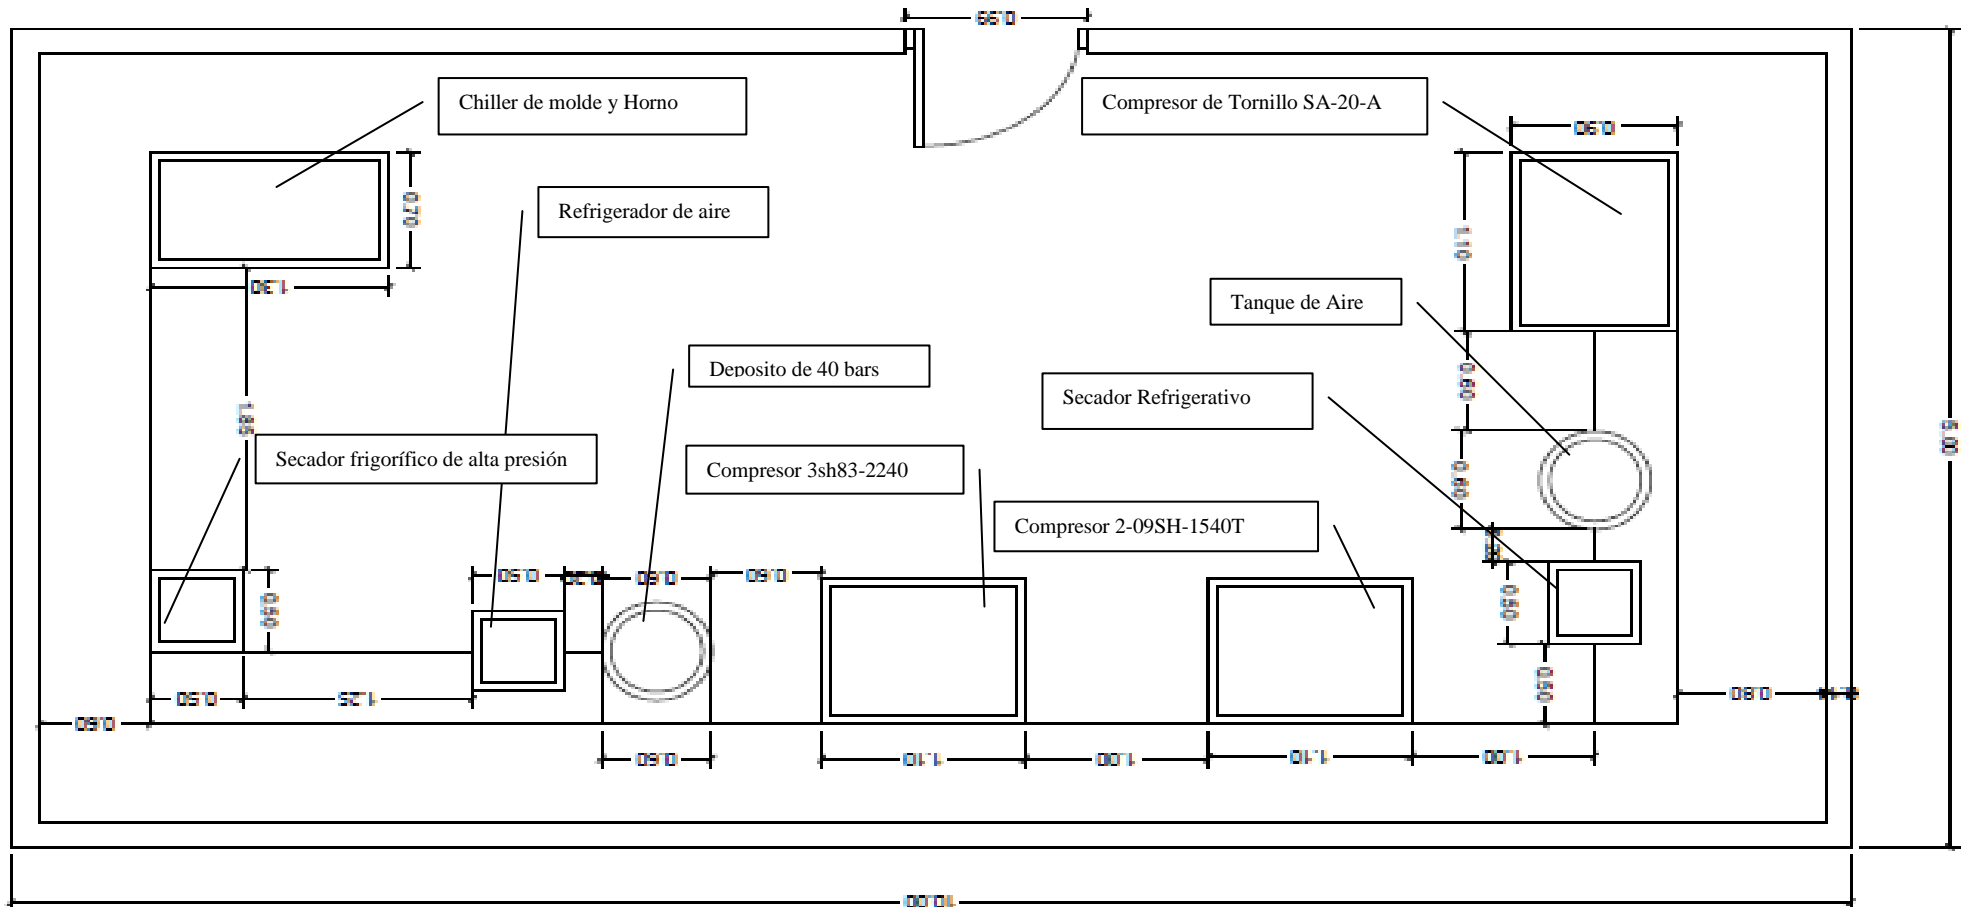 0.99
Chiller de molde y Horno
Compresor de Tornillo SA-20-A
0.90
0.70
Refrigerador de aire
1.10
1.30
Tanque de Aire
Deposito de 40 bars
0.60
Secador Refrigerativo
1.85
5.00
Secador frigorífico de alta presión
Compresor 3sh83-2240
0.60
Compresor 2-09SH-1540T
0.50
0.60
0.60
0.50
0.50
0.50
0.50
1.25
0.80
0.60
0.60
1.10
1.00
1.10
1.00
10.00